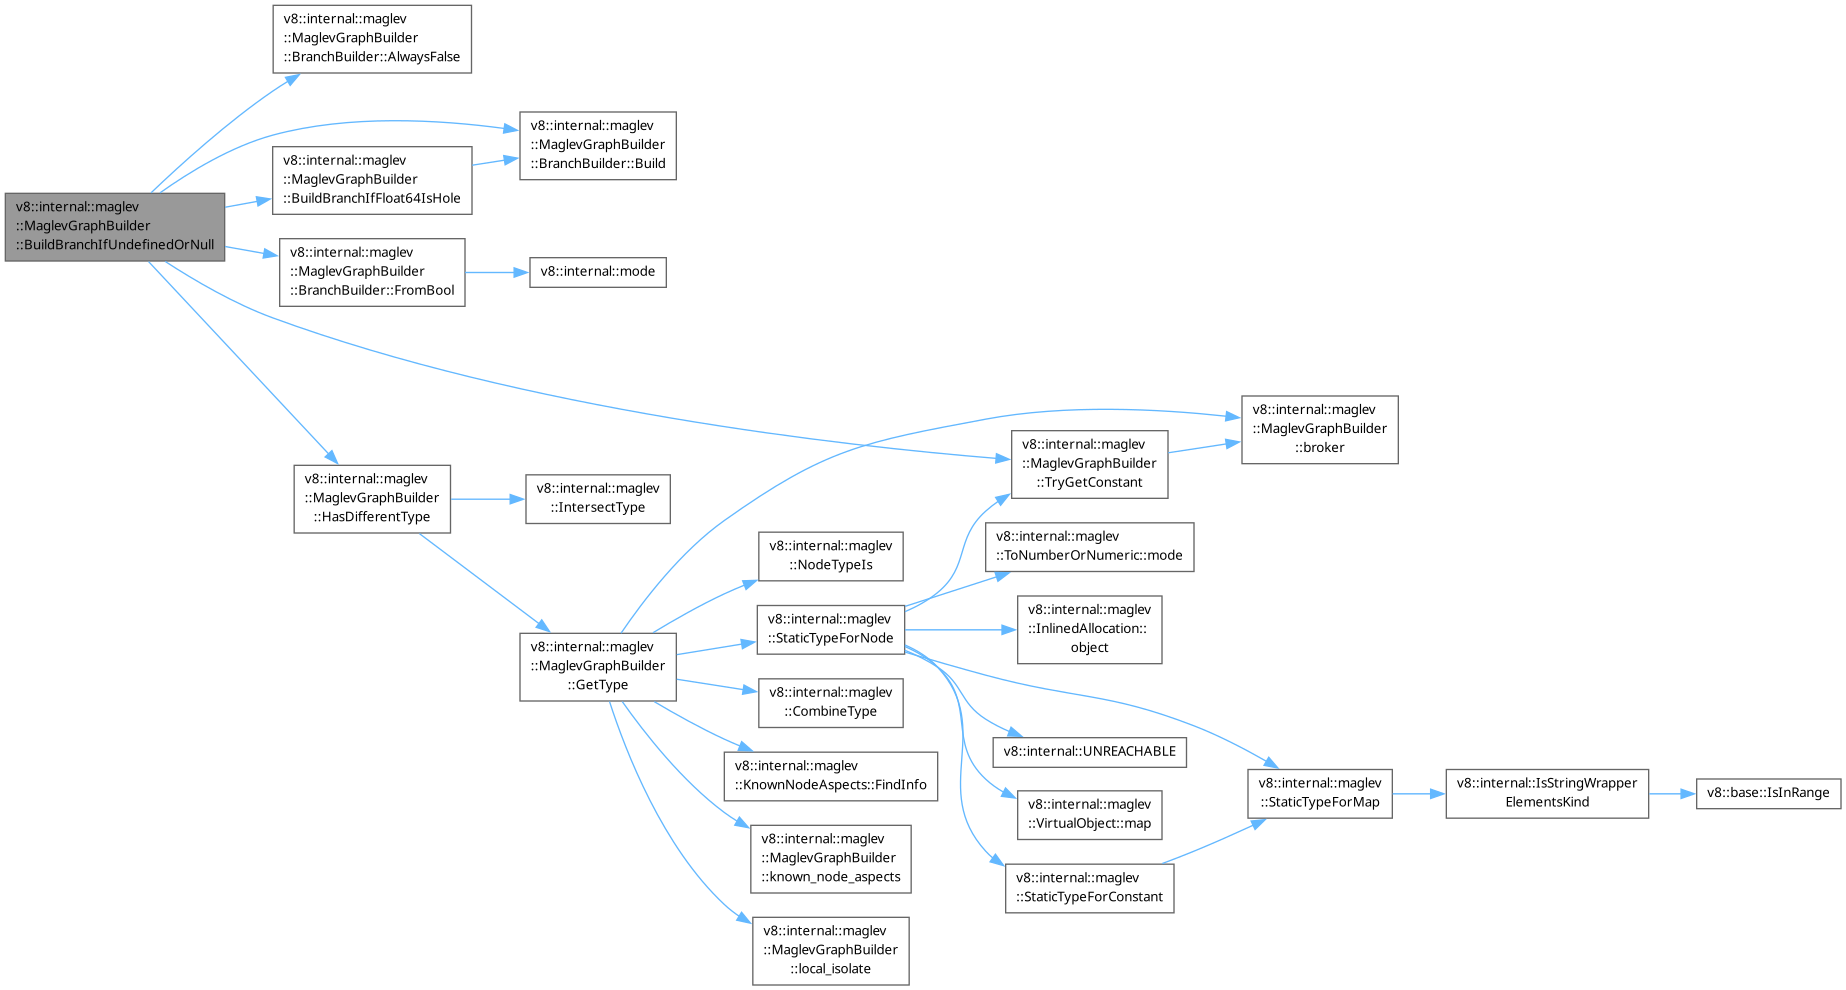 v8::internal::maglev
::MaglevGraphBuilder
::BranchBuilder::AlwaysFalse
v8::internal::maglev
::MaglevGraphBuilder
::BranchBuilder::Build
v8::internal::maglev
::MaglevGraphBuilder
::BuildBranchIfFloat64IsHole
v8::internal::maglev
::MaglevGraphBuilder
::BuildBranchIfUndefinedOrNull
v8::internal::maglev
::MaglevGraphBuilder
::BranchBuilder::FromBool
v8::internal::mode
v8::internal::maglev
::MaglevGraphBuilder
::broker
v8::internal::maglev
::MaglevGraphBuilder
::TryGetConstant
v8::internal::maglev
::MaglevGraphBuilder
::HasDifferentType
v8::internal::maglev
::IntersectType
v8::internal::maglev
::NodeTypeIs
v8::internal::maglev
::ToNumberOrNumeric::mode
v8::internal::maglev
::StaticTypeForNode
v8::internal::maglev
::InlinedAllocation::
object
v8::internal::maglev
::MaglevGraphBuilder
::GetType
v8::internal::maglev
::CombineType
v8::internal::UNREACHABLE
v8::internal::maglev
::KnownNodeAspects::FindInfo
v8::internal::maglev
::VirtualObject::map
v8::internal::maglev
::StaticTypeForMap
v8::internal::IsStringWrapper
ElementsKind
v8::base::IsInRange
v8::internal::maglev
::MaglevGraphBuilder
::known_node_aspects
v8::internal::maglev
::StaticTypeForConstant
v8::internal::maglev
::MaglevGraphBuilder
::local_isolate